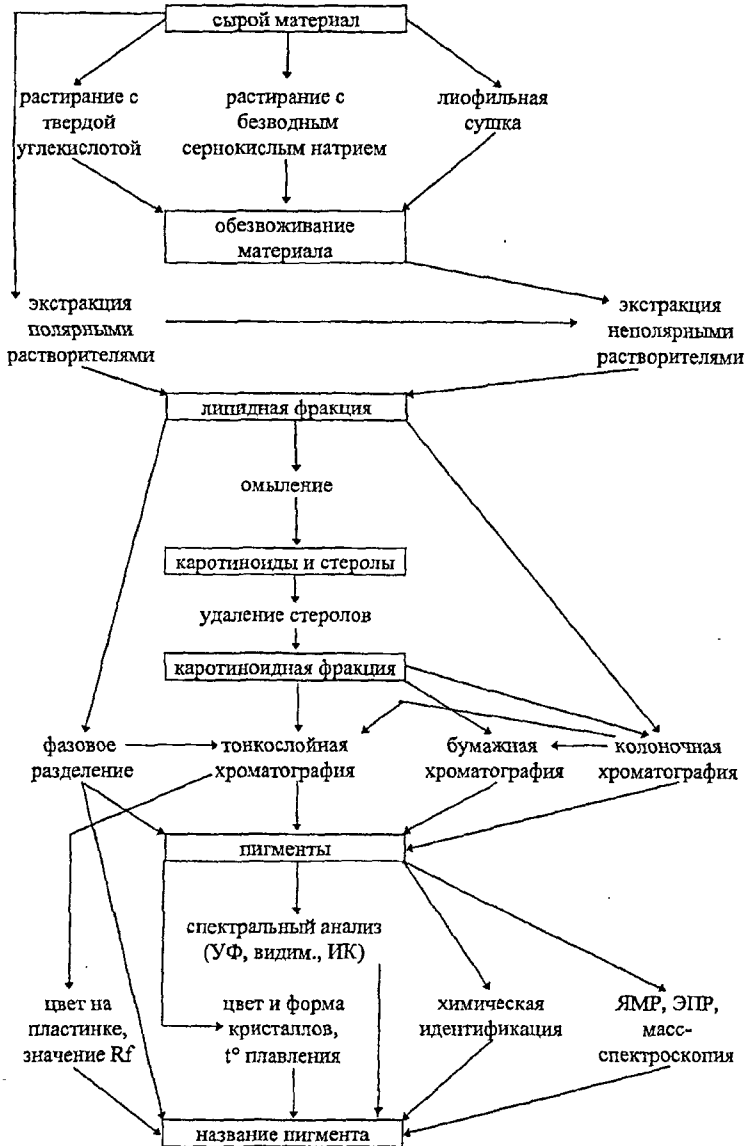 сырой материал
растирание с
твердой
углекислотой
растирание с
безводным
сернокислым натрием
лиофильная
сушка
обезвоживание
материала
экстракция
полярными
растворителями
экстракция
неполярными
растворителями
липидная фракция
омыление
каротиноиды и стеролы
удаление стеролов
каротиноидная фракция
фазовое
разделение
тонкослойная
хроматография
бумажная
хроматография
колоночная
хроматография
пигменты
спектральный анализ
(УФ, видим., ИК)
цвет на
пластинке,
значение Rf
цвет и форма
кристаллов,
t° плавления
химическая
идентификация
ЯМР, ЭПР,
масс-
спектроскопия
название пигмента